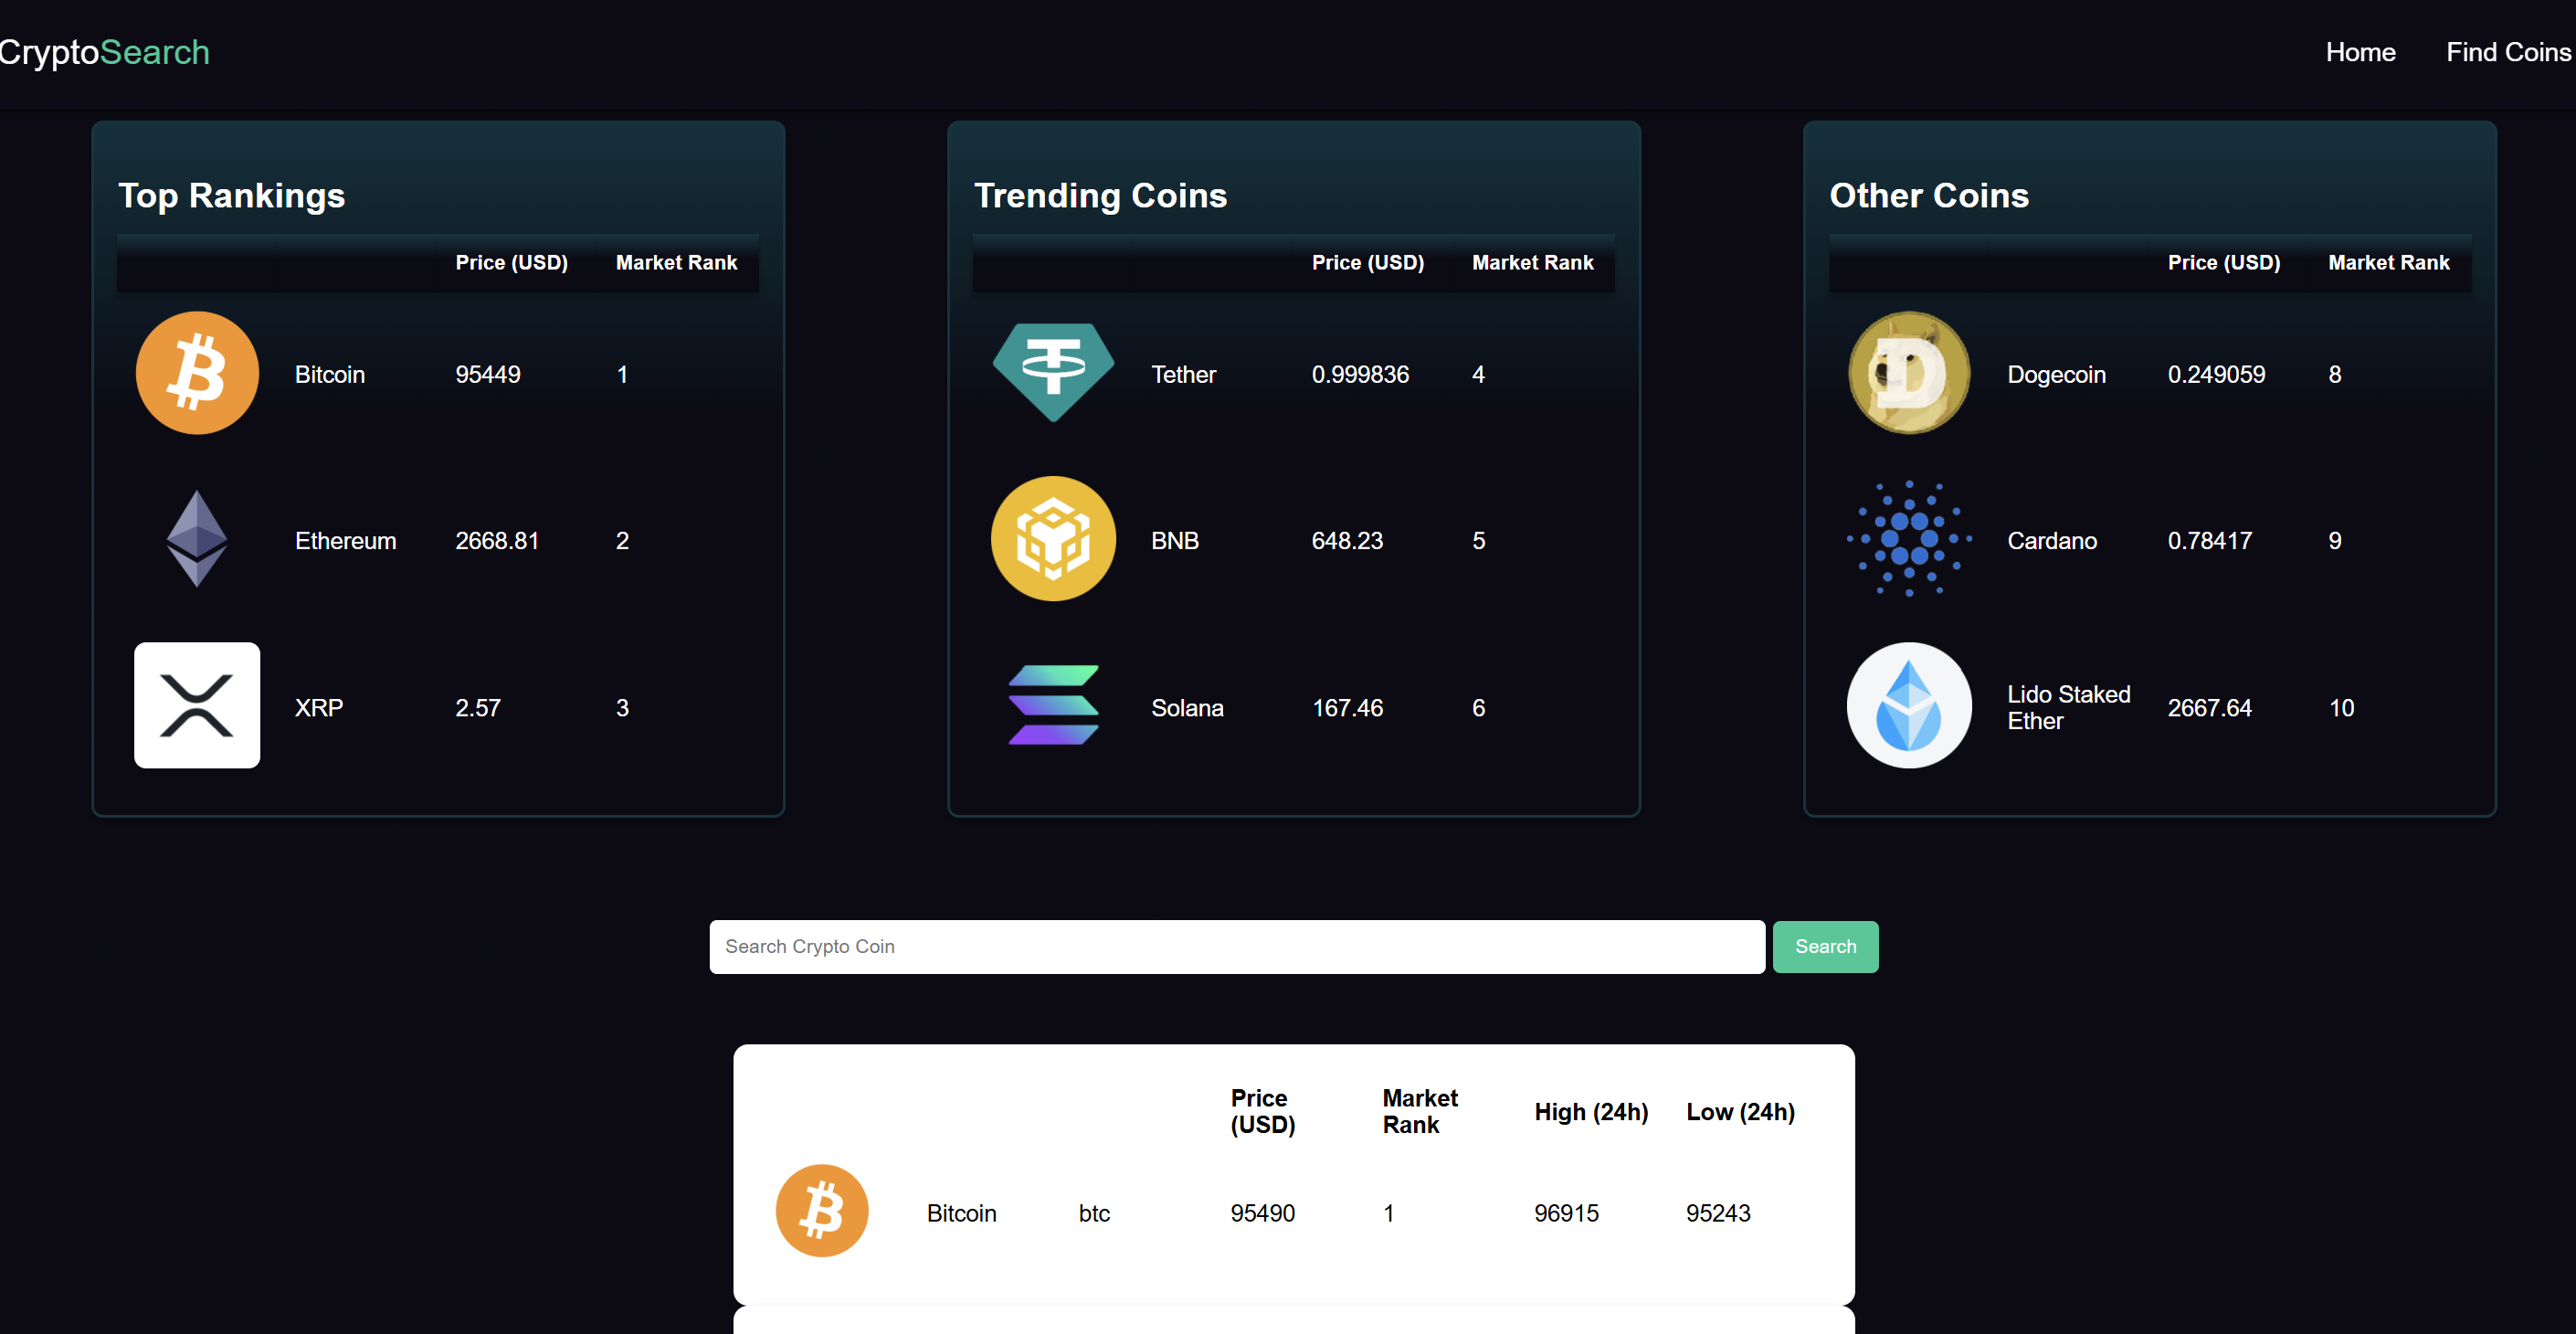 CryptoSearch
Home Find Coins
Top Rankings
Price (USD) Market Rank
Bitcoin 95449 1
Ethereum 2668.81 2
XRP 2.57 3
Trending Coins
Price (USD) Market Rank
Tether 0.999836 4
BNB 648.23 5
Solana 167.46 6
Other Coins
Price (USD) Market Rank
Dogecoin 0.249059 8
Cardano 0.78417 9
Lido Staked
Ether 2667.64 10
Search Crypto Coin Search
Price
(USD) Market
Rank High (24h) Low (24h)
Bitcoin btc 95490 1 96915 95243